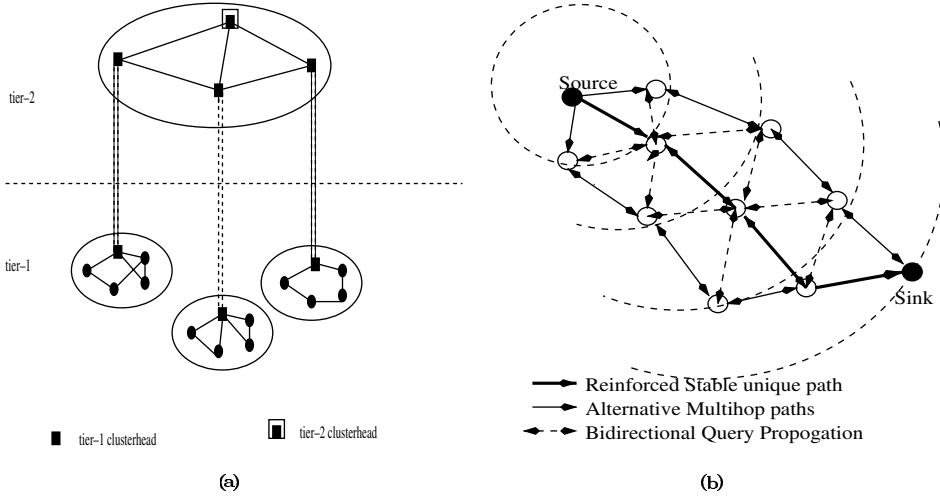 tier–2
tier–1
tier–1 clusterhead
tier–2 clusterhead
(a)
Source
Sink
Reinforced Stable unique path
Alternative Multihop paths
Bidirectional Query Propogation
(b)